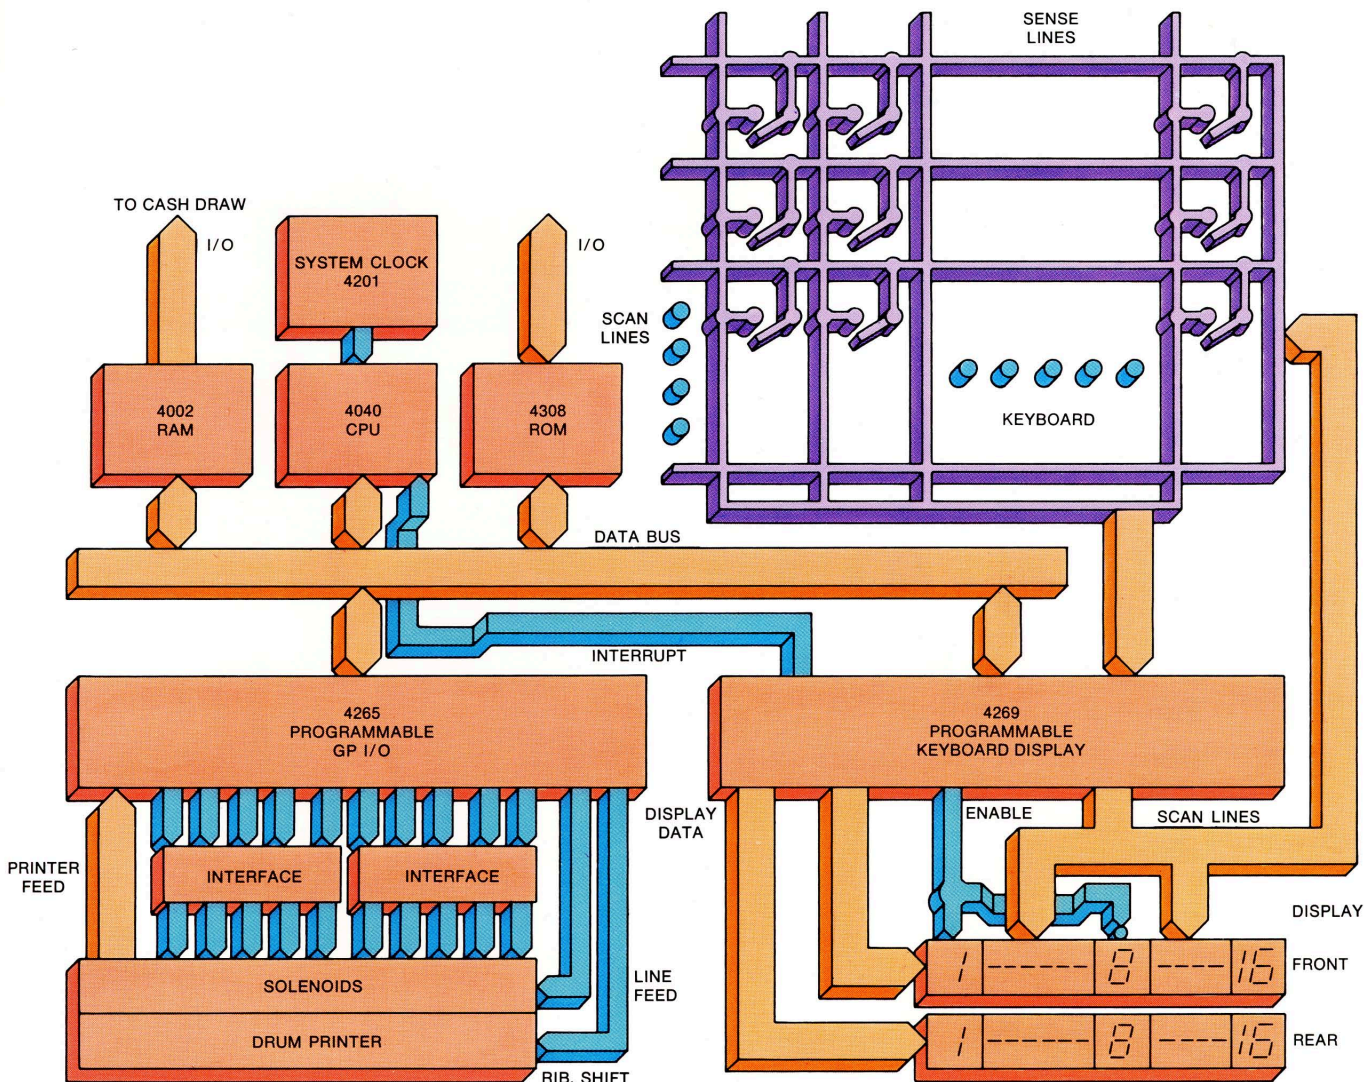 SENSE
LINES
TO CASH DRAW
I/O
SYSTEM CLOCK
4201
I/O
SCAN
LINES
4002
RAM
4040
CPU
4308
ROM
KEYBOARD
DATA BUS
INTERRUPT
4265
PROGRAMMABLE
GP I/O
4269
PROGRAMMABLE
KEYBOARD DISPLAY
DISPLAY
DATA
ENABLE
SCAN LINES
PRINTER
FEED
INTERFACE
INTERFACE
DISPLAY
1 ------ 8 ---- 16
FRONT
SOLENOIDS
LINE
FEED
DRUM PRINTER
1 ------ 8 ---- 16
REAR
RIB. SHIFT